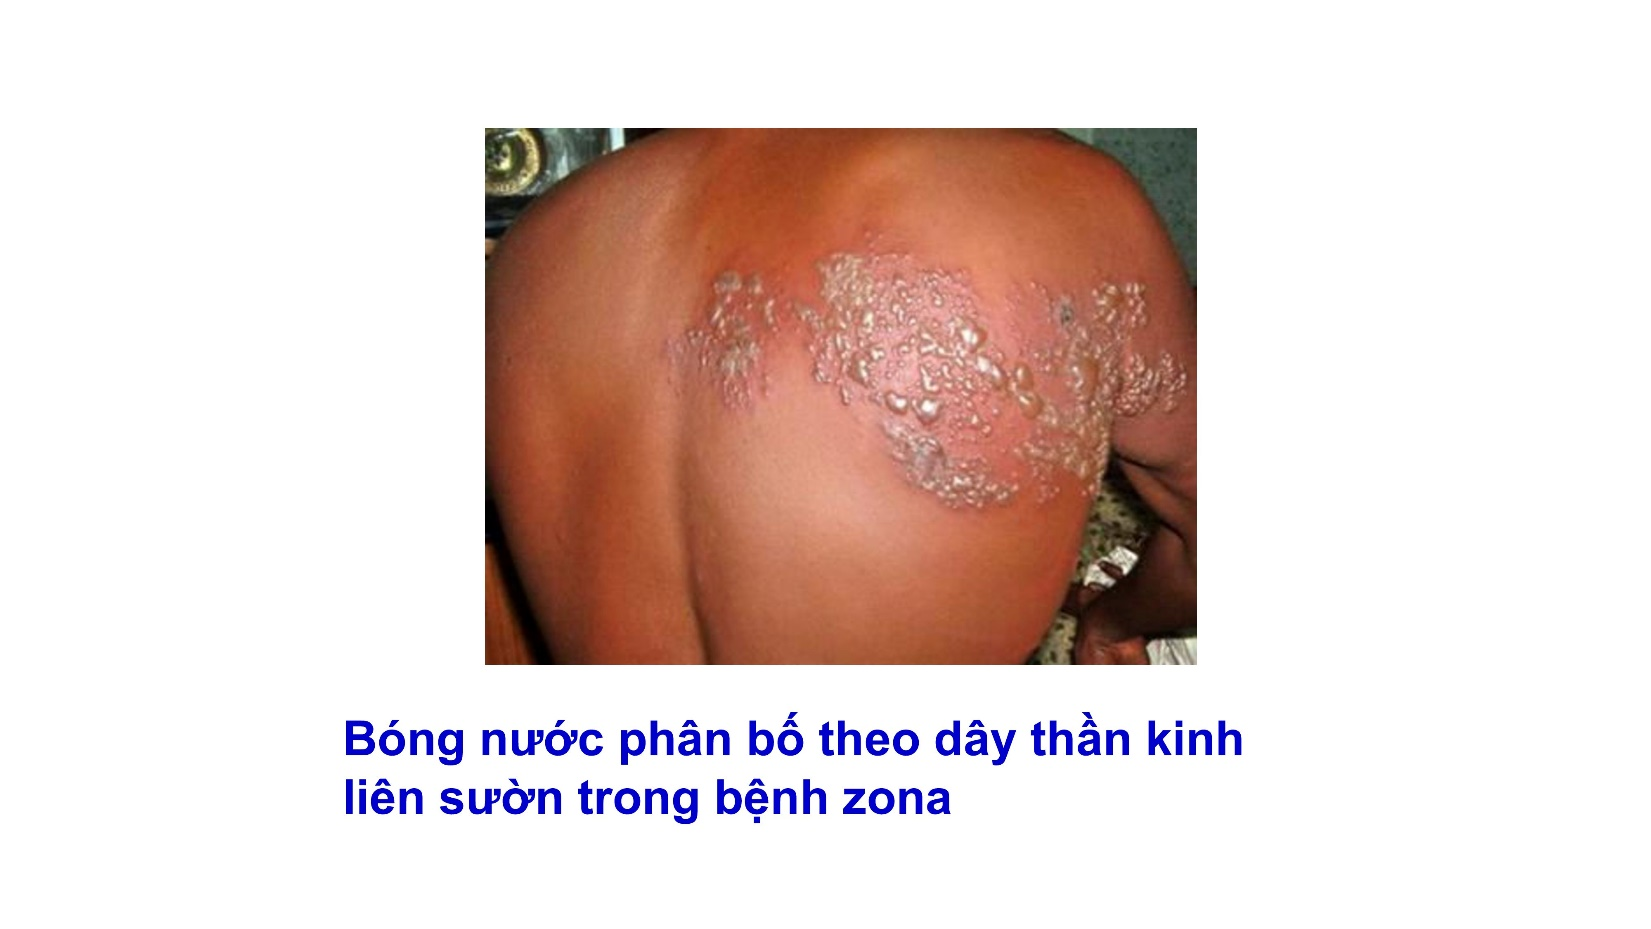 Bóng nước phân bố theo dây thần kinh
liên sườn trong bệnh zona